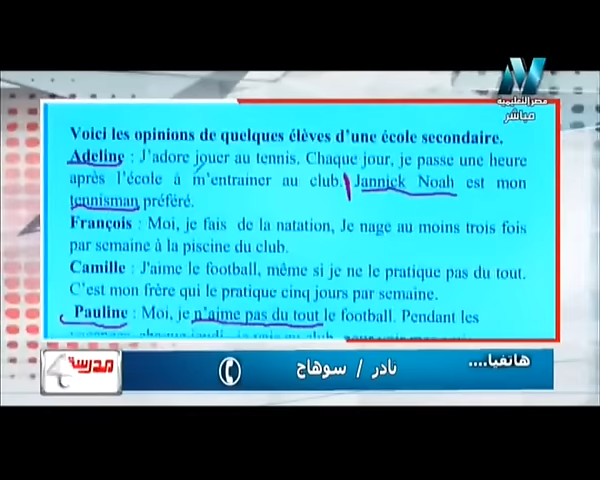 مصر التعليمية
مباشر
Voici les opinions de quelques élèves d'une école secondaire.
Adeline : J'adore jouer au tennis. Chaque jour, je passe une heure
après l'école à m'entrainer au club. Jannick Noah est mon
tennisman préféré.
François : Moi, je fais de la natation, Je nage au moins trois fois
par semaine à la piscine du club.
Camille : J'aime le football, même si je ne le pratique pas du tout.
C'est mon frère qui le pratique cinq jours par semaine.
Pauline : Moi, je n'aime pas du tout le football. Pendant les
هاتفيا....
نادر / سوهاج
مدرسة